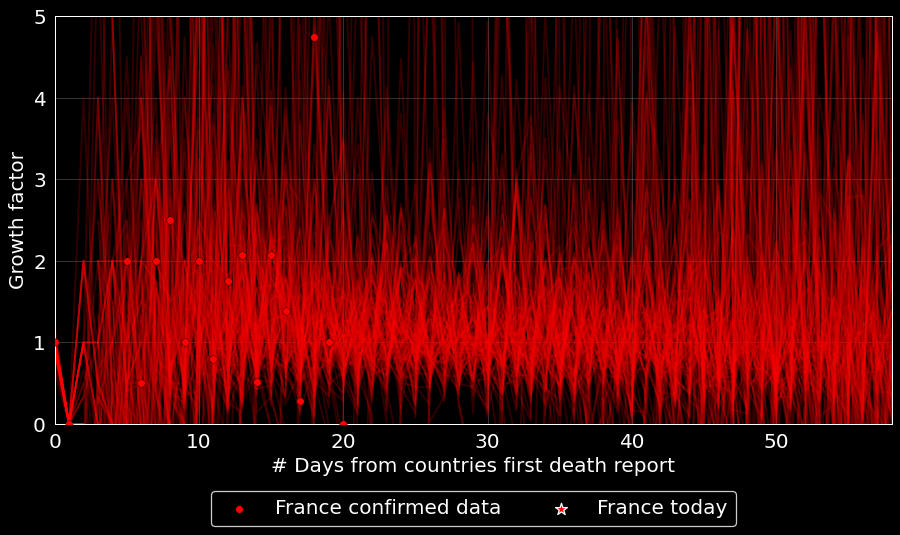 5
4
3
2
1
0
Growth factor
0 10 20 30 40 50
# Days from countries first death report
France confirmed data France today